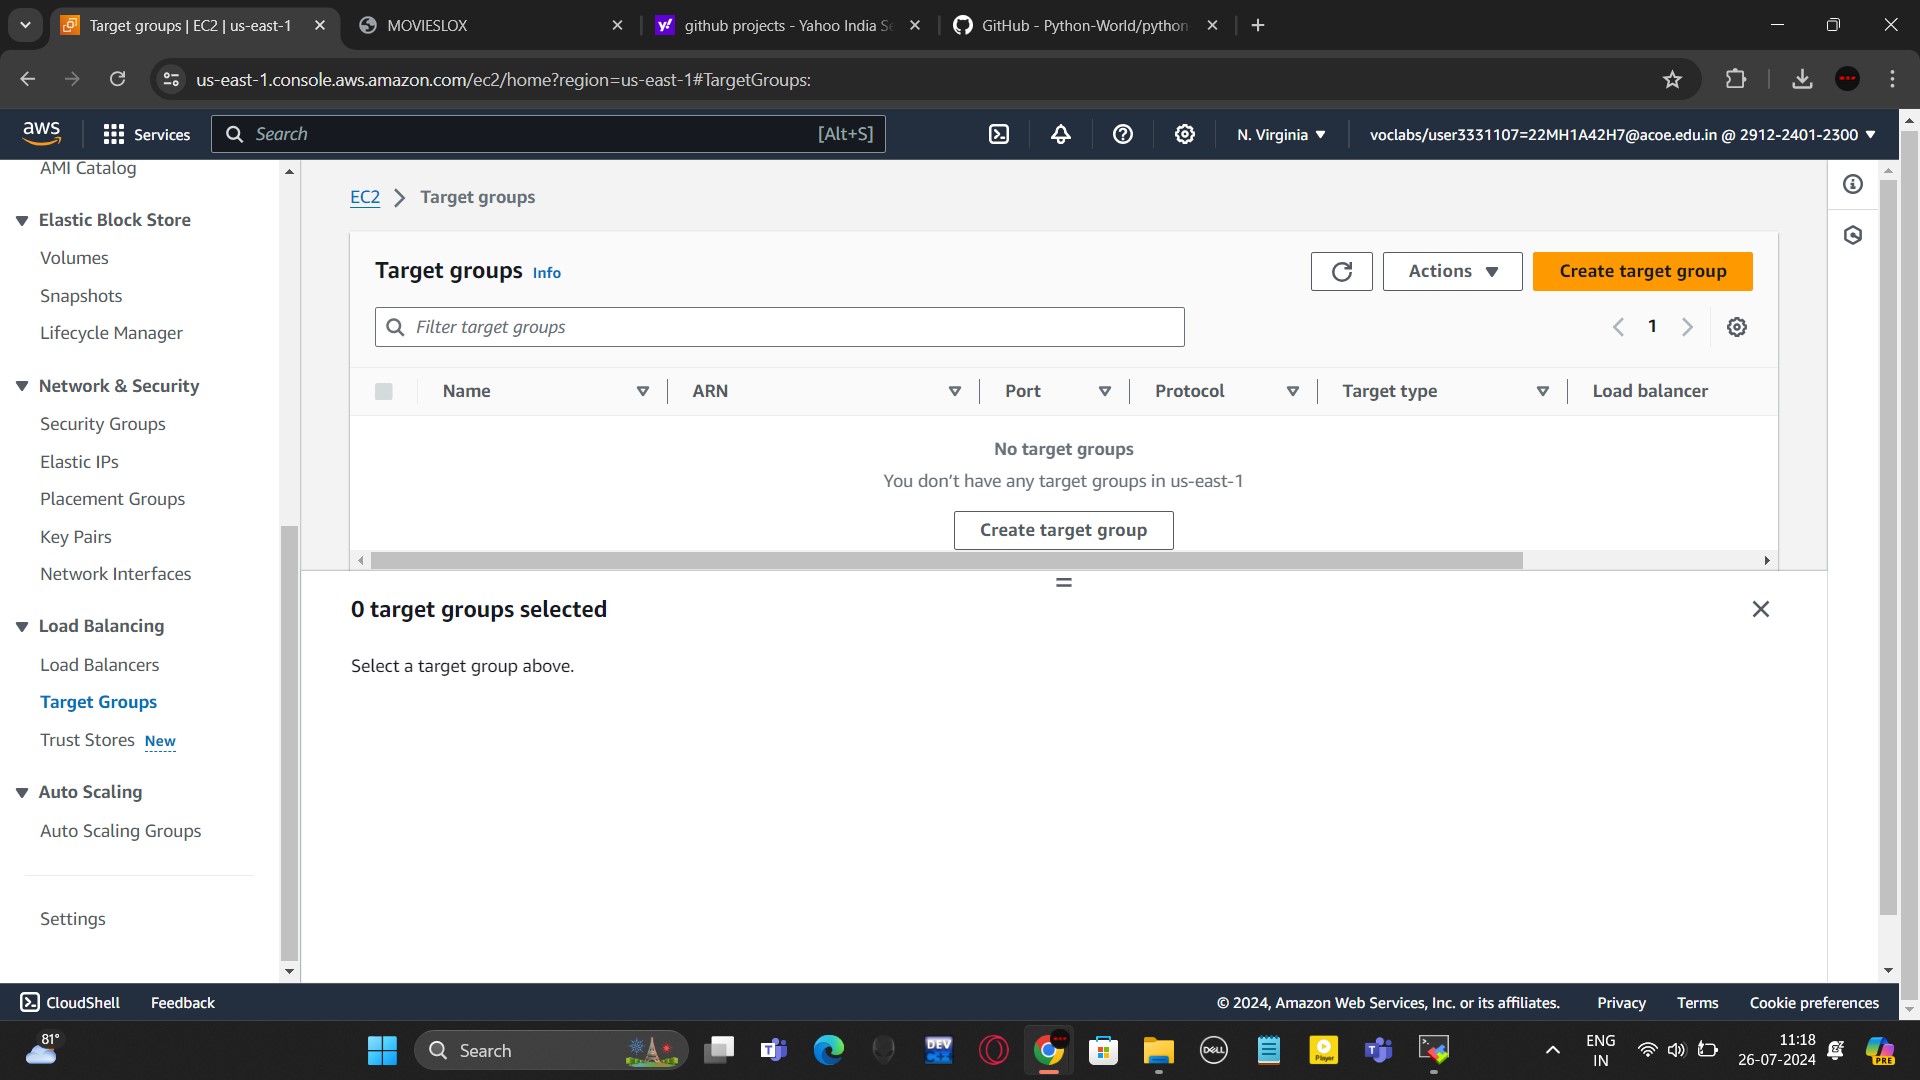 Target groups | EC2 | us-east-1
MOVIESLOX
github projects - Yahoo India Se
GitHub - Python-World/python
us-east-1.console.aws.amazon.com/ec2/home?region=us-east-1#TargetGroups:
aws
Services
Search
[Alt+S]
N. Virginia
voclabs/user3331107=22MH1A42H7@acoe.edu.in @ 2912-2401-2300
AMI Catalog
Elastic Block Store
Volumes
Snapshots
Lifecycle Manager
Network & Security
Security Groups
Elastic IPs
Placement Groups
Key Pairs
Network Interfaces
Load Balancing
Load Balancers
Target Groups
Trust Stores New
Auto Scaling
Auto Scaling Groups
Settings
EC2 > Target groups
Target groups Info
Actions
Create target group
Filter target groups
1
Name
ARN
Port
Protocol
Target type
Load balancer
No target groups
You don't have any target groups in us-east-1
Create target group
0 target groups selected
Select a target group above.
CloudShell
Feedback
© 2024, Amazon Web Services, Inc. or its affiliates.
Privacy
Terms
Cookie preferences
81°
Search
DEV
C++
DELL
Player
ENG
IN
11:18
26-07-2024
PRE